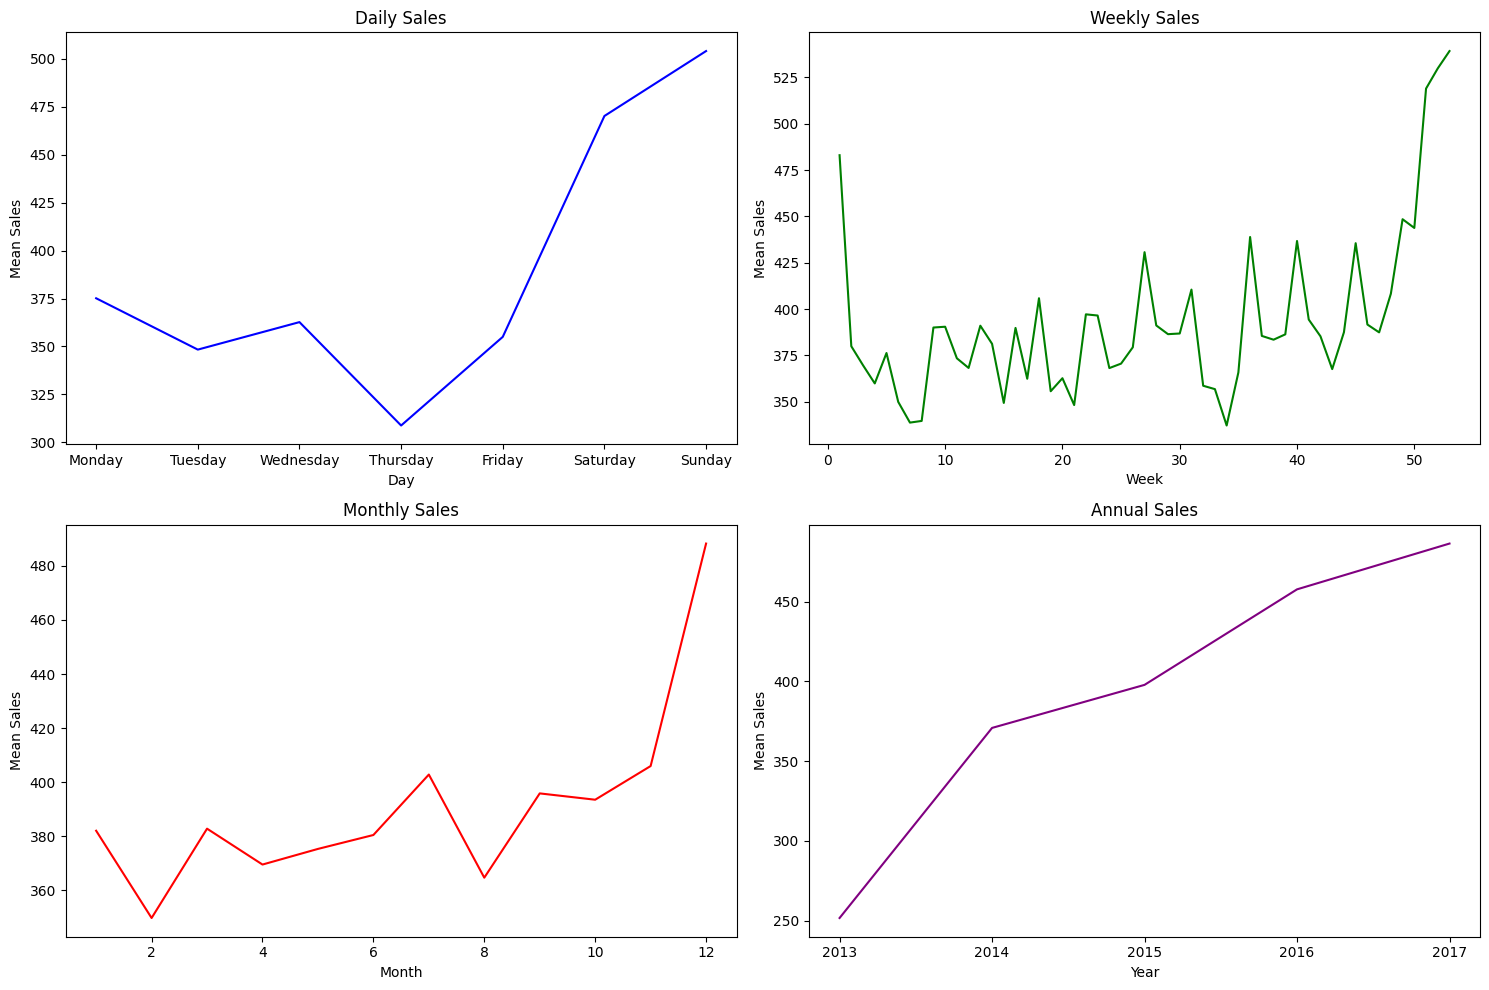 Daily Sales
Mean Sales
500
475
450
425
400
375
350
325
300
Monday Tuesday Wednesday Thursday Friday Saturday Sunday
Day
Weekly Sales
Mean Sales
525
500
475
450
425
400
375
350
0 10 20 30 40 50
Week
Monthly Sales
Mean Sales
480
460
440
420
400
380
360
2 4 6 8 10 12
Month
Annual Sales
Mean Sales
450
400
350
300
250
2013 2014 2015 2016 2017
Year